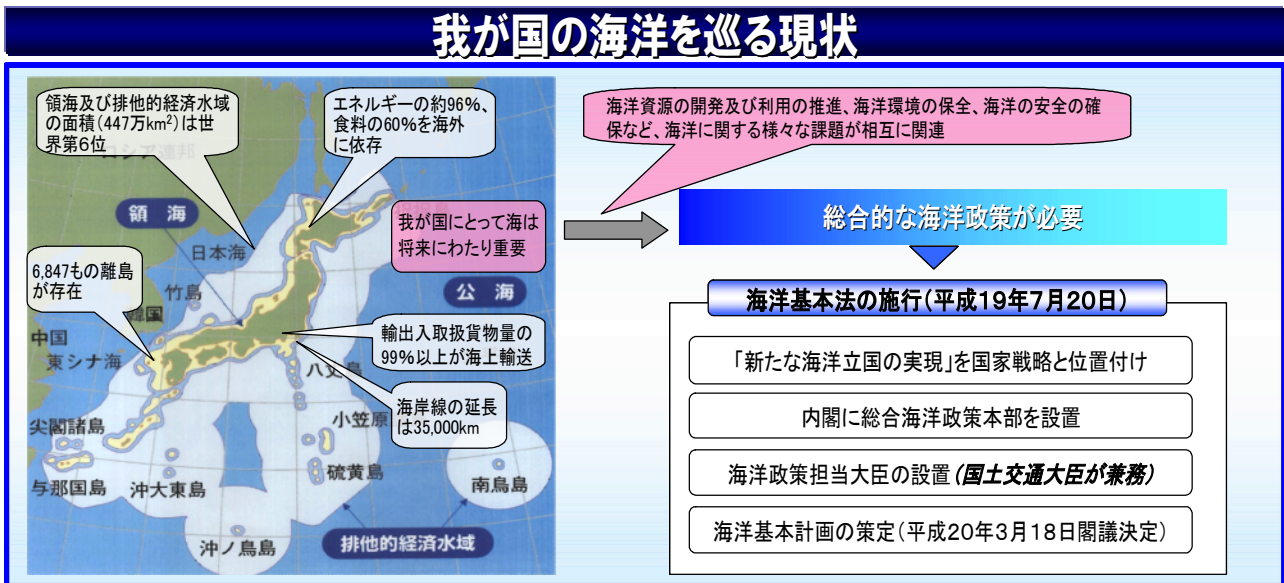 我が国の海洋を巡る現状
領海及び排他的経済水域
の面積(447万km²)は世
界第6位
エネルギーの約96%、
食料の60%を海外
に依存
ロシア連邦
領海
日本海
我が国にとって海は
将来にわたり重要
6,847もの離島
が存在
竹島
韓国
公海
中国
東シナ海
輸出入取扱貨物量の
99%以上が海上輸送
八丈島
海岸線の延長
は35,000km
小笠原
尖閣諸島
硫黄島
与那国島
沖大東島
南鳥島
沖ノ鳥島
排他的経済水域
海洋資源の開発及び利用の推進、海洋環境の保全、海洋の安全の確
保など、海洋に関する様々な課題が相互に関連
総合的な海洋政策が必要
海洋基本法の施行(平成19年7月20日)
「新たな海洋立国の実現」を国家戦略と位置付け
内閣に総合海洋政策本部を設置
海洋政策担当大臣の設置(国土交通大臣が兼務)
海洋基本計画の策定(平成20年3月18日閣議決定)